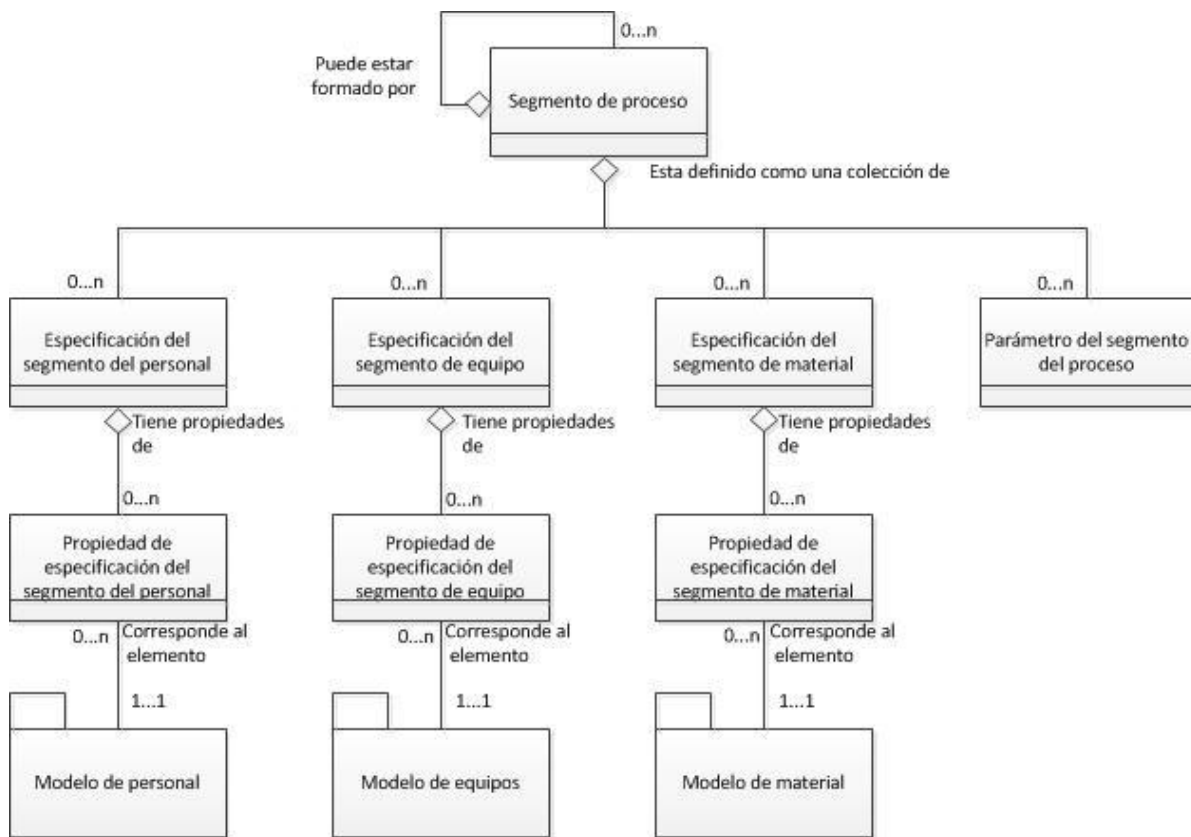 0...n
Puede estar
formado por
Segmento de proceso
Esta definido como una colección de
0...n
0...n
0...n
0...n
Especificación del
segmento del personal
Especificación del
segmento de equipo
Especificación del
segmento de material
Parámetro del segmento
del proceso
Tiene propiedades
de
Tiene propiedades
de
Tiene propiedades
de
0...n
0...n
0...n
Propiedad de
especificación del
segmento del personal
Propiedad de
especificación del
segmento de equipo
Propiedad de
especificación del
segmento de material
0...n
Corresponde al
elemento
0...n
Corresponde al
elemento
0...n
Corresponde al
elemento
1...1
1...1
1...1
Modelo de personal
Modelo de equipos
Modelo de material